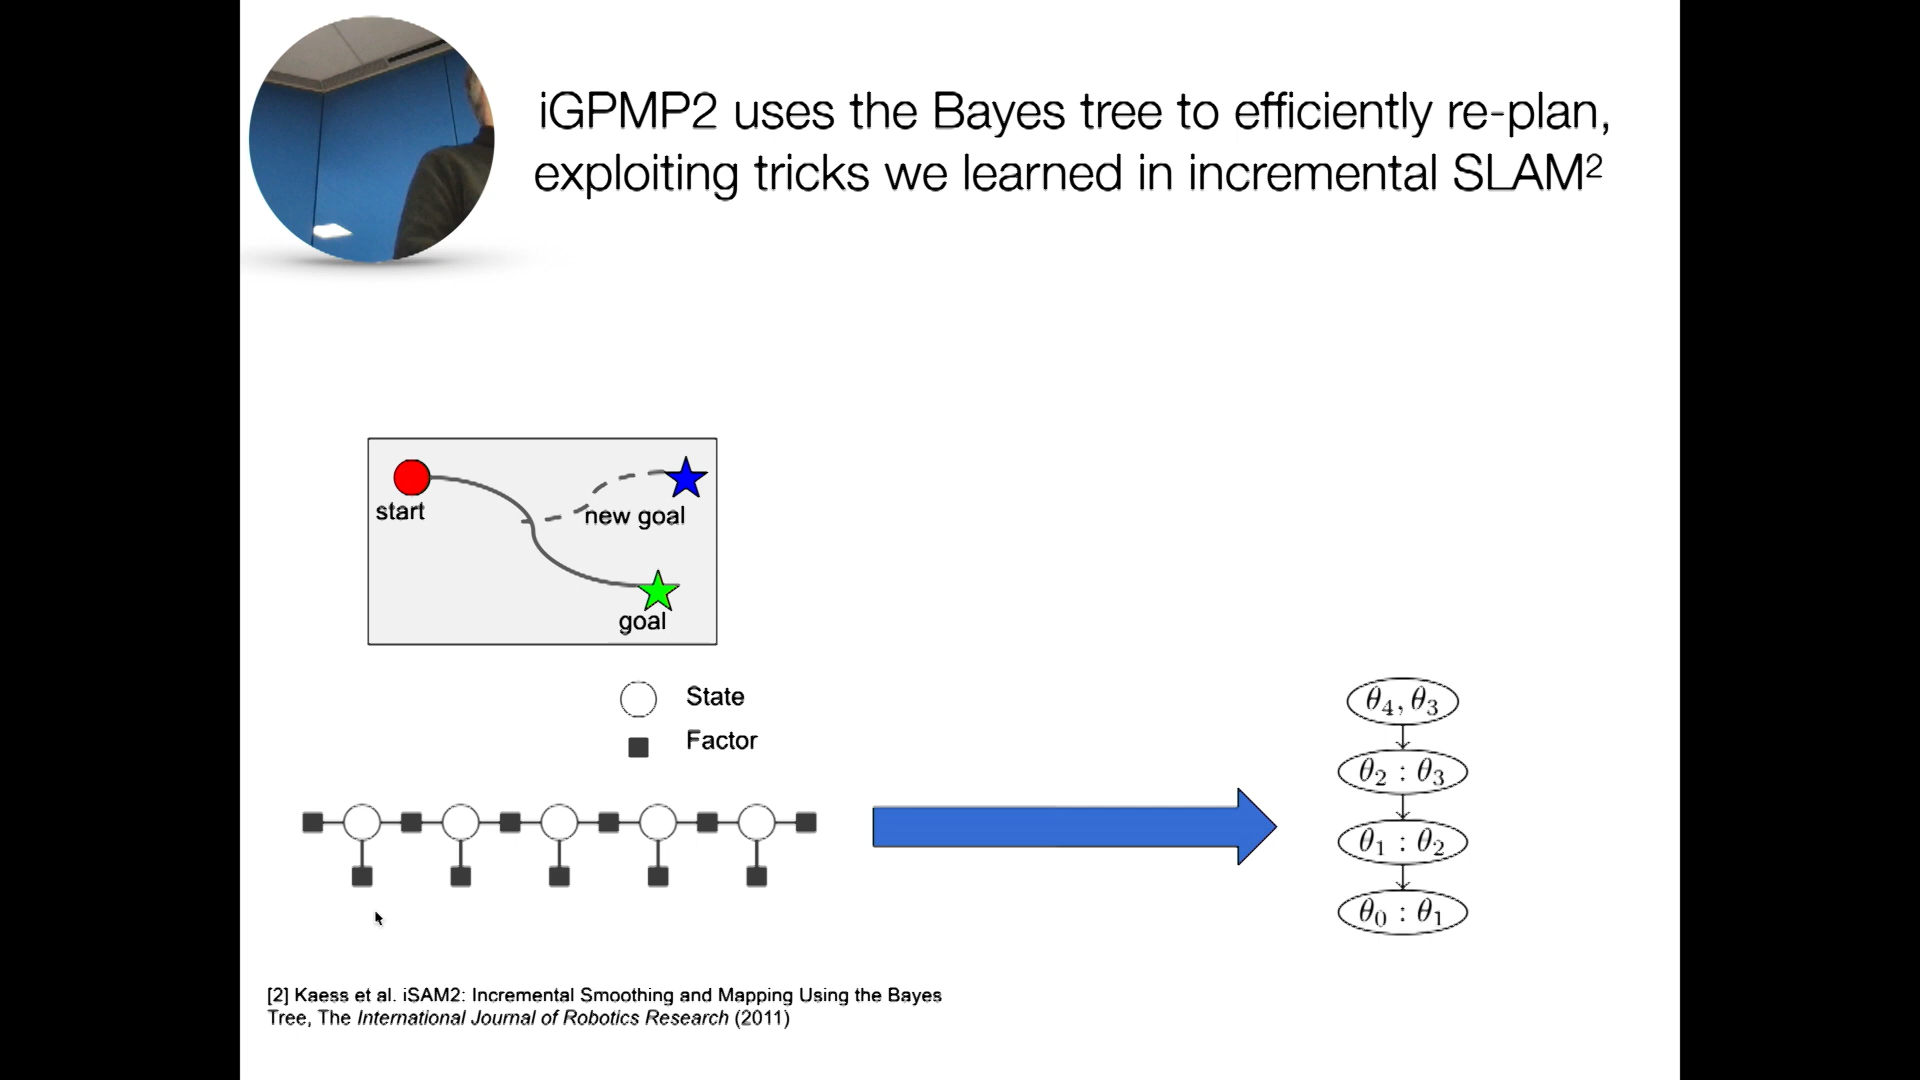 iGPMP2 uses the Bayes tree to efficiently re-plan,
exploiting tricks we learned in incremental SLAM²
start
new goal
goal
State
Factor
θ₄, θ₃
θ₂ : θ₃
θ₁ : θ₂
θ₀ : θ₁
[2] Kaess et al. iSAM2: Incremental Smoothing and Mapping Using the Bayes
Tree, The International Journal of Robotics Research (2011)